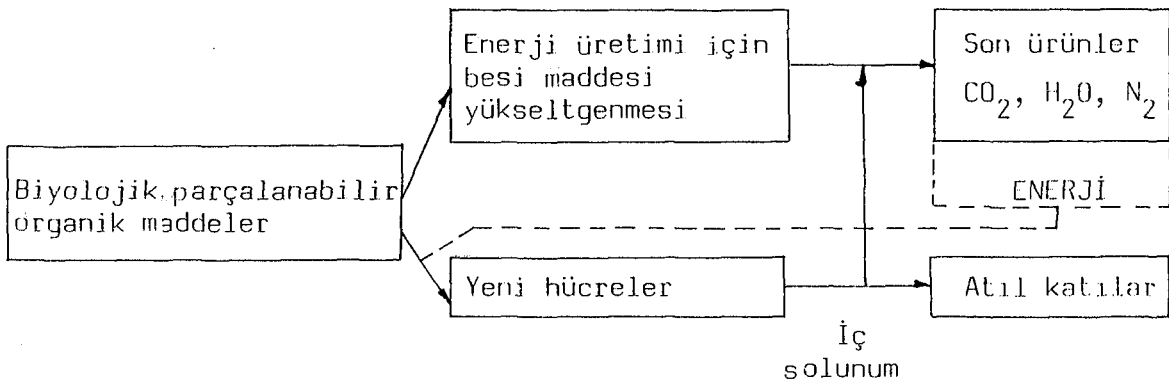 Enerji üretimi için
besi maddesi
yükseltgenmesi
Son ürünler
CO₂, H₂O, N₂
Biyolojik parçalanabilir
organik maddeler
ENERJİ
Yeni hücreler
Atıl katılar
İç
solunum